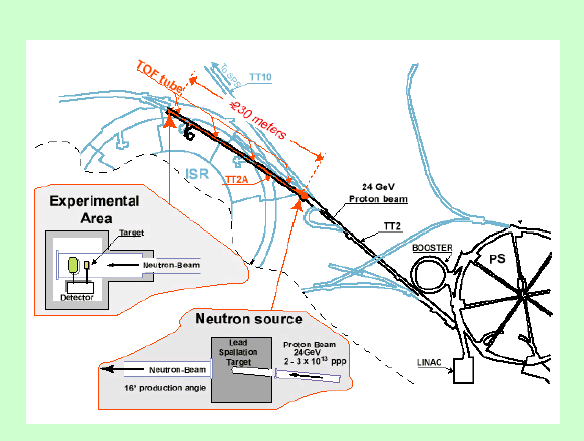 To SPS
TT10
TOF tube
~230 meters
ISR
TT2A
24 GeV
Proton beam
TT2
BOOSTER
PS
LINAC
Experimental
Area
Target
Neutron-Beam
Detector
Neutron source
Lead
Spallation
Target
Proton Beam
24GeV
2 - 3 x 10¹³ ppp
Neutron-Beam
16° production angle